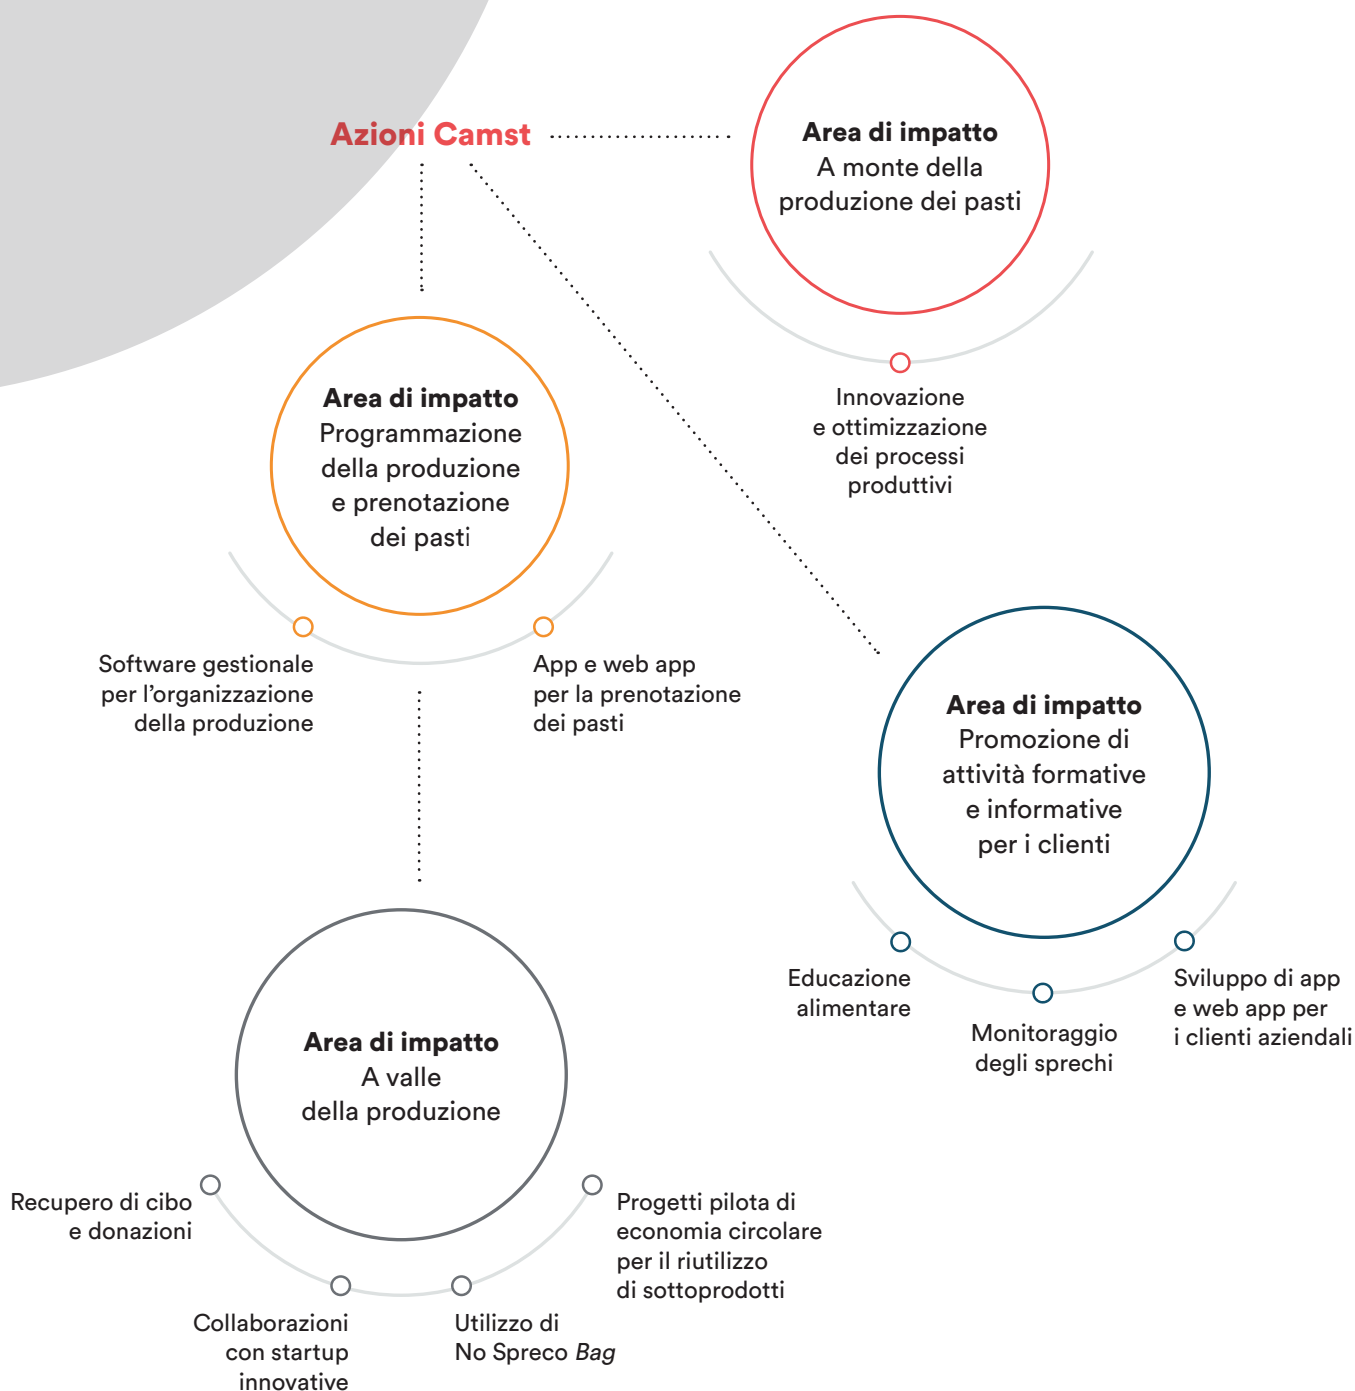 Azioni Camst
Area di impatto
A monte della
produzione dei pasti
Innovazione
e ottimizzazione
dei processi
produttivi
Area di impatto
Programmazione
della produzione
e prenotazione
dei pasti
Software gestionale
per l’organizzazione
della produzione
App e web app
per la prenotazione
dei pasti
Area di impatto
Promozione di
attività formative
e informative
per i clienti
Educazione
alimentare
Monitoraggio
degli sprechi
Sviluppo di app
e web app per
i clienti aziendali
Area di impatto
A valle
della produzione
Recupero di cibo
e donazioni
Collaborazioni
con startup
innovative
Utilizzo di
No Spreco Bag
Progetti pilota di
economia circolare
per il riutilizzo
di sottoprodotti